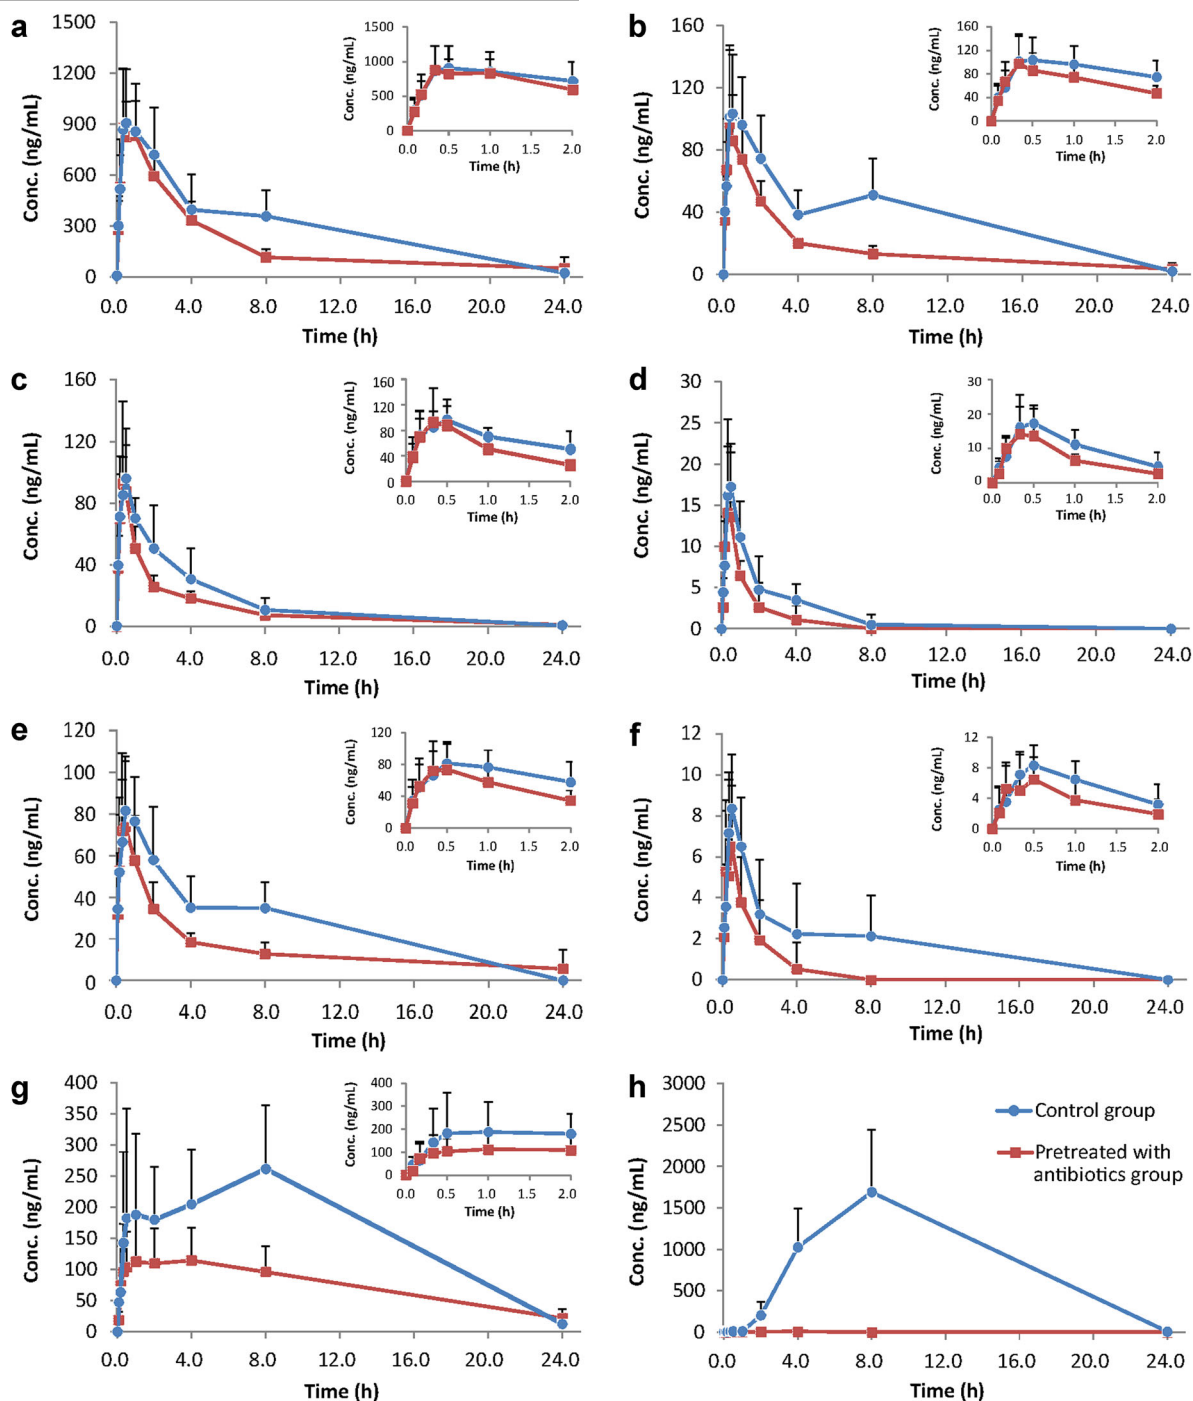 a
Conc. (ng/mL)
1500
1200
900
600
300
0
0.0 4.0 8.0 12.0 16.0 20.0 24.0
Time (h)
Conc. (ng/mL)
1500
1000
500
0
0.0 0.5 1.0 1.5 2.0
Time (h)
b
Conc. (ng/mL)
160
120
80
40
0
0.0 4.0 8.0 12.0 16.0 20.0 24.0
Time (h)
Conc. (ng/mL)
160
120
80
40
0
0.0 0.5 1.0 1.5 2.0
Time (h)
c
Conc. (ng/mL)
160
120
80
40
0
0.0 4.0 8.0 12.0 16.0 20.0 24.0
Time (h)
Conc. (ng/mL)
160
120
80
40
0
0.0 0.5 1.0 1.5 2.0
Time (h)
d
Conc. (ng/mL)
30
25
20
15
10
5
0
0.0 4.0 8.0 12.0 16.0 20.0 24.0
Time (h)
Conc. (ng/mL)
30
20
10
0
0.0 0.5 1.0 1.5 2.0
Time (h)
e
Conc. (ng/mL)
120
100
80
60
40
20
0
0.0 4.0 8.0 12.0 16.0 20.0 24.0
Time (h)
Conc. (ng/mL)
120
80
40
0
0.0 0.5 1.0 1.5 2.0
Time (h)
f
Conc. (ng/mL)
12
10
8
6
4
2
0
0.0 4.0 8.0 12.0 16.0 20.0 24.0
Time (h)
Conc. (ng/mL)
12
8
4
0
0.0 0.5 1.0 1.5 2.0
Time (h)
g
Conc. (ng/mL)
400
350
300
250
200
150
100
50
0
0.0 4.0 8.0 12.0 16.0 20.0 24.0
Time (h)
Conc. (ng/mL)
400
300
200
100
0
0.0 0.5 1.0 1.5 2.0
Time (h)
h
Conc. (ng/mL)
3000
2500
2000
1500
1000
500
0
0.0 4.0 8.0 12.0 16.0 20.0 24.0
Time (h)
Control group
Pretreated with
antibiotics group